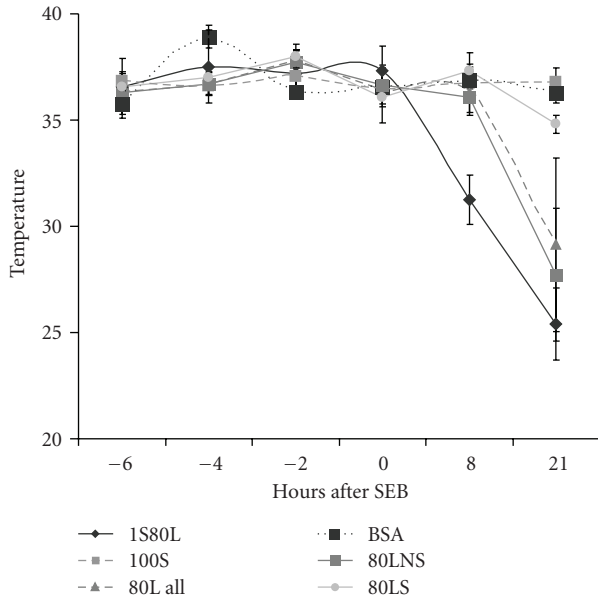 40
35
30
25
20
Temperature
−6 −4 −2 0 8 21
Hours after SEB
1S80L
100S
80L all
BSA
80LNS
80LS